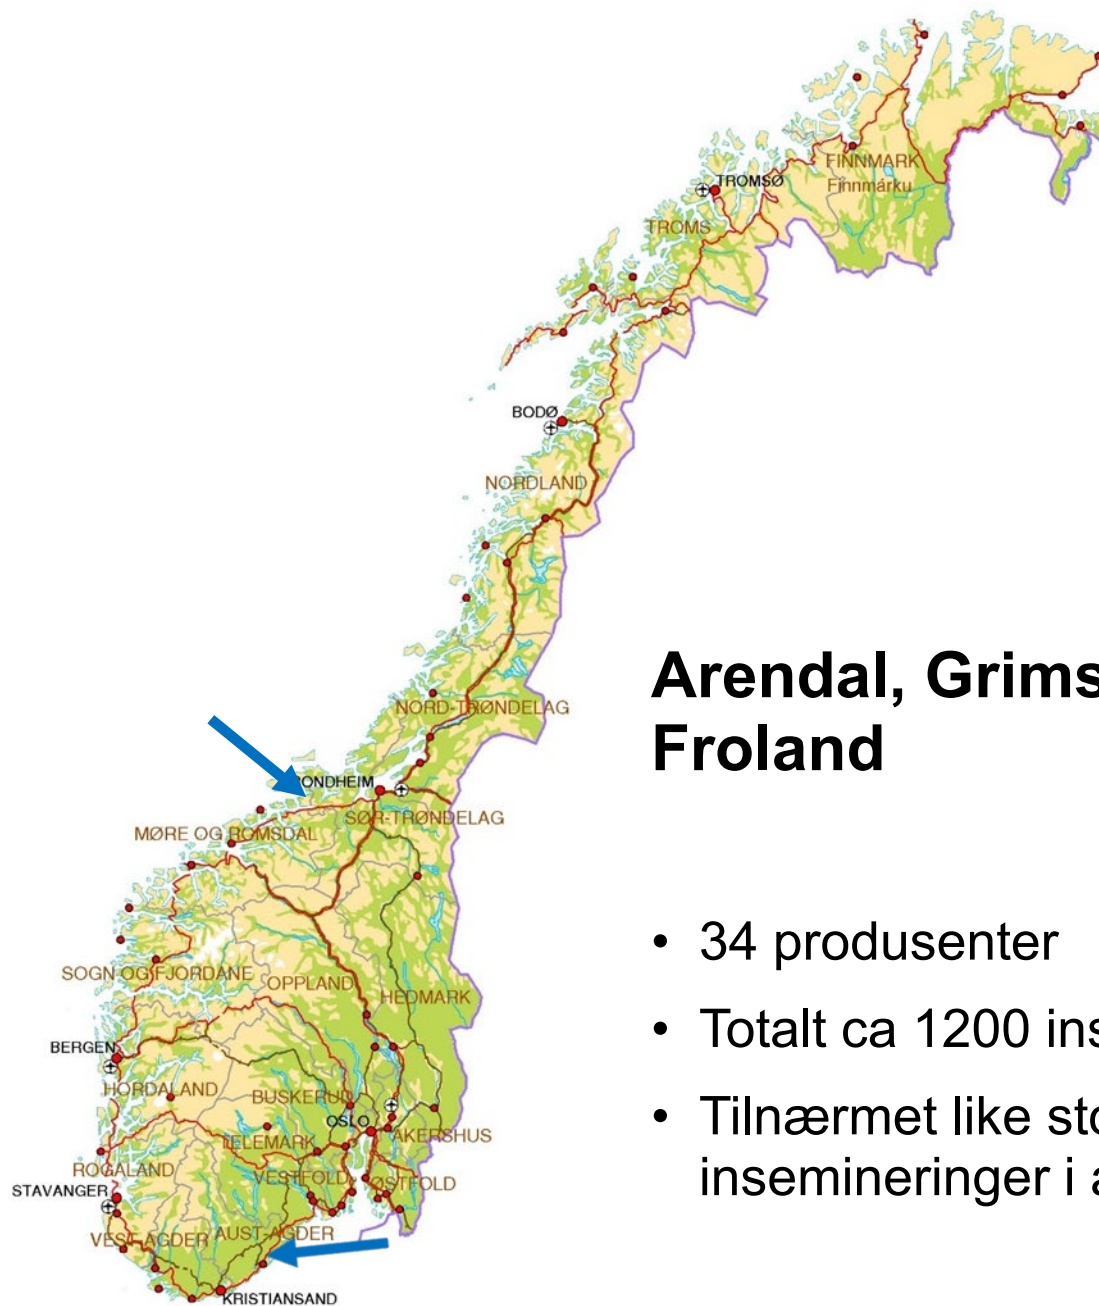 FINNMARK
Finnmárku
TROMSØ
TROMS
BODØ
NORDLAND
Arendal, Grims
Froland
NORD-TRØNDELAG
ONDHEIM
SØR-TRØNDELAG
MØRE OG ROMSDAL
• 34 produsenter
SOGN OG FJORDANE
OPPLAND
HEDMARK
• Totalt ca 1200 ins
BERGEN
HORDALAND
BUSKERUD
OSLO
AKERSHUS
• Tilnærmet like sto
insemineringer i a
TELEMARK
ROGALAND
VESTFOLD
ØSTFOLD
STAVANGER
VEST-AGDER
AUST-AGDER
KRISTIANSAND